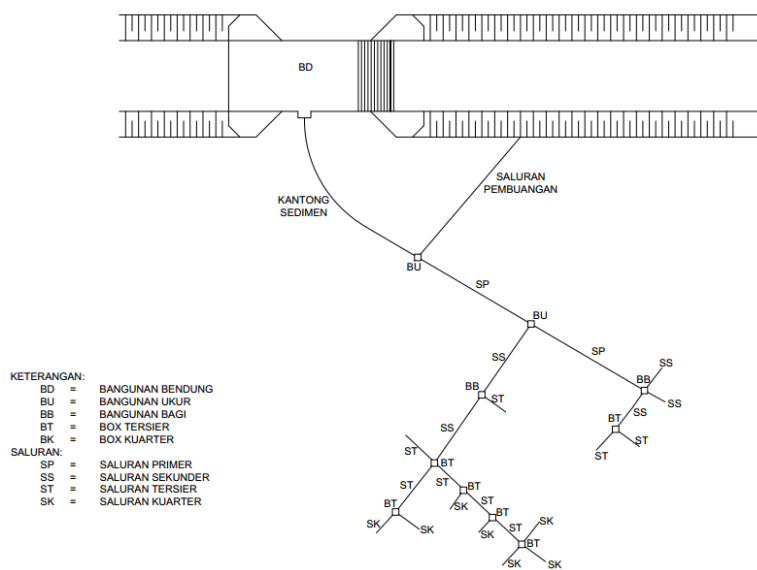 BD
SALURAN
PEMBUANGAN
KANTONG
SEDIMEN
BU
SP
BU
SP
SS
SS
BB
BB
ST
SS
SS
BT
ST
ST
SS
ST
BT
ST
ST
BT
ST
BT
SK
BT
SK
SK
SK
ST
SK
BT
SK
SK
KETERANGAN:
BD = BANGUNAN BENDUNG
BU = BANGUNAN UKUR
BB = BANGUNAN BAGI
BT = BOX TERSIER
BK = BOX KUARTER
SALURAN:
SP = SALURAN PRIMER
SS = SALURAN SEKUNDER
ST = SALURAN TERSIER
SK = SALURAN KUARTER